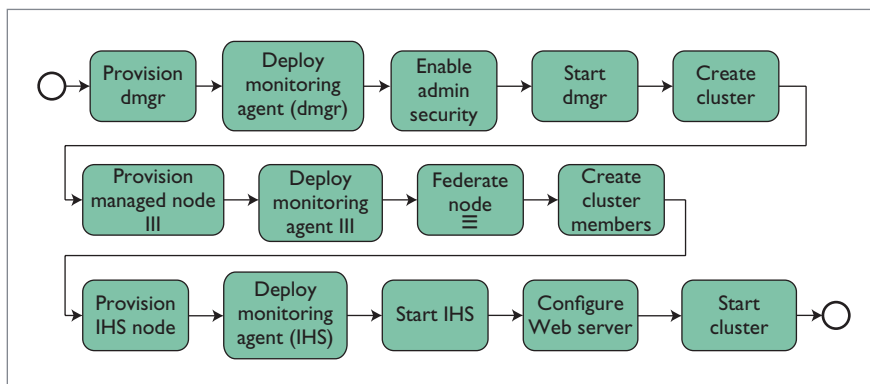 Provision
dmgr
Deploy
monitoring
agent (dmgr)
Enable
admin
security
Start
dmgr
Create
cluster
Provision
managed node
III
Deploy
monitoring
agent III
Federate
node
☰
Create
cluster
members
Provision
IHS node
Deploy
monitoring
agent (IHS)
Start IHS
Configure
Web server
Start
cluster